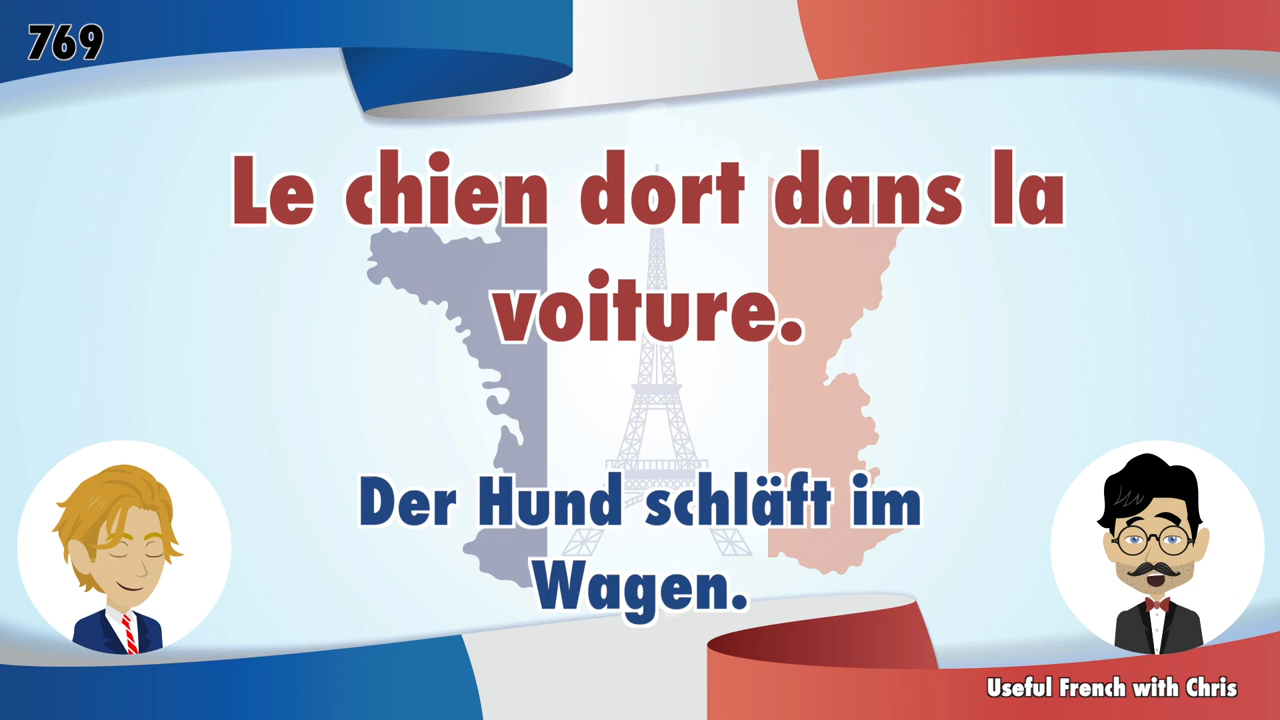 769
Le chien dort dans la
voiture.
Der Hund schläft im
Wagen.
Useful French with Chris